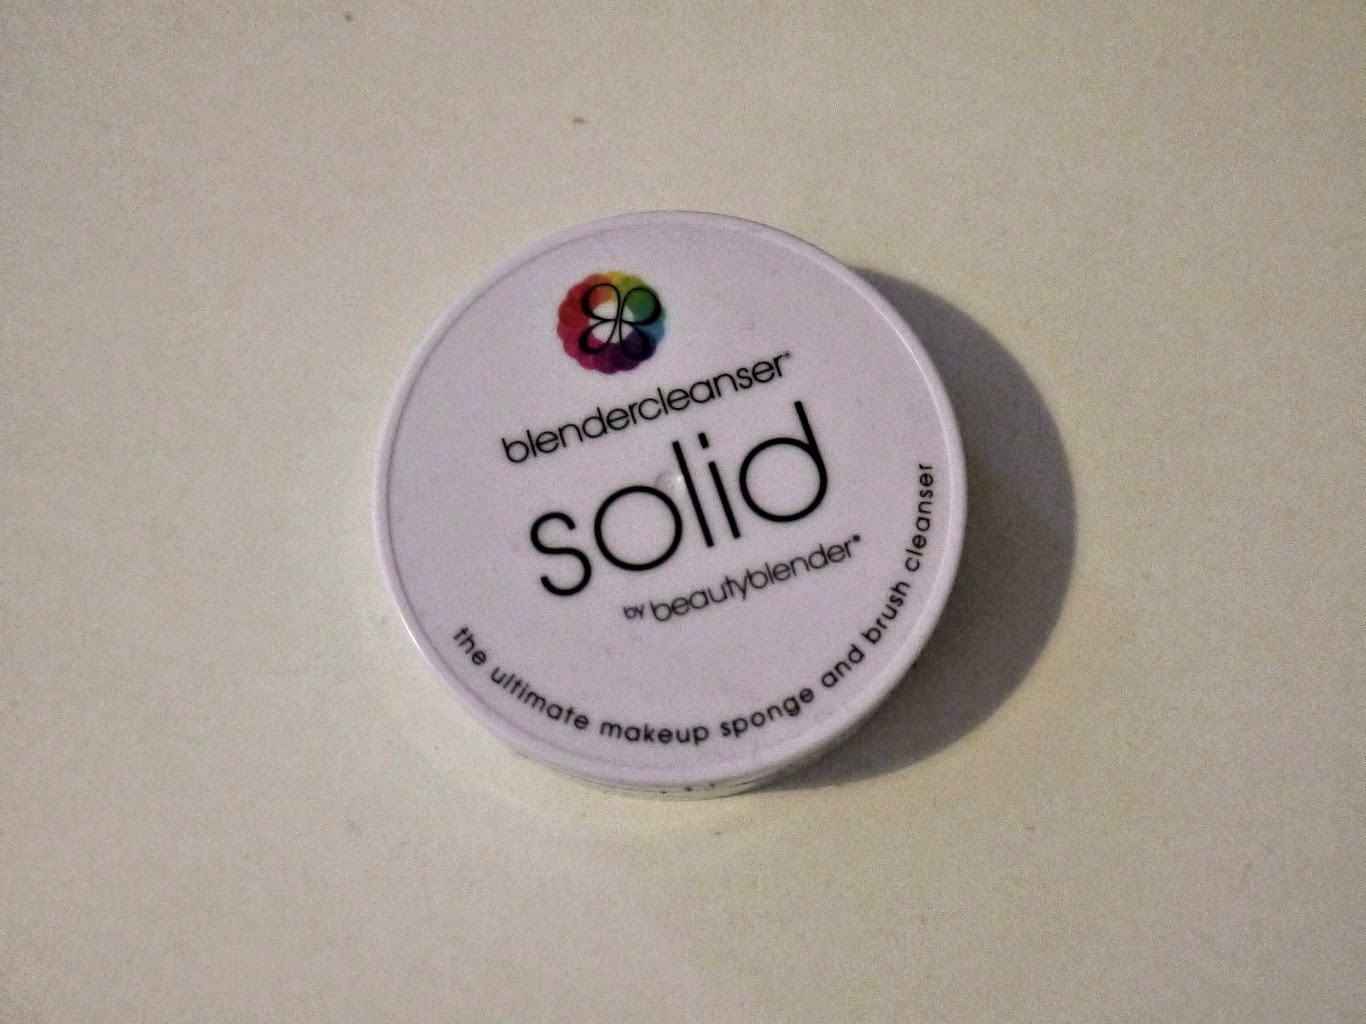 blendercleanser®
solid
by beautyblender®
the ultimate makeup sponge and brush cleanser